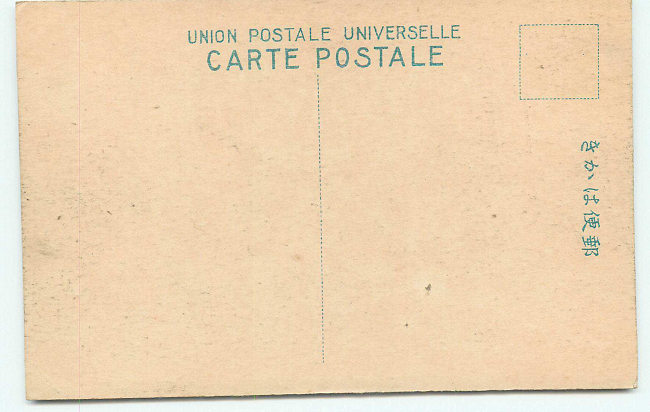 UNION POSTALE UNIVERSELLE
CARTE POSTALE
郵便はかき